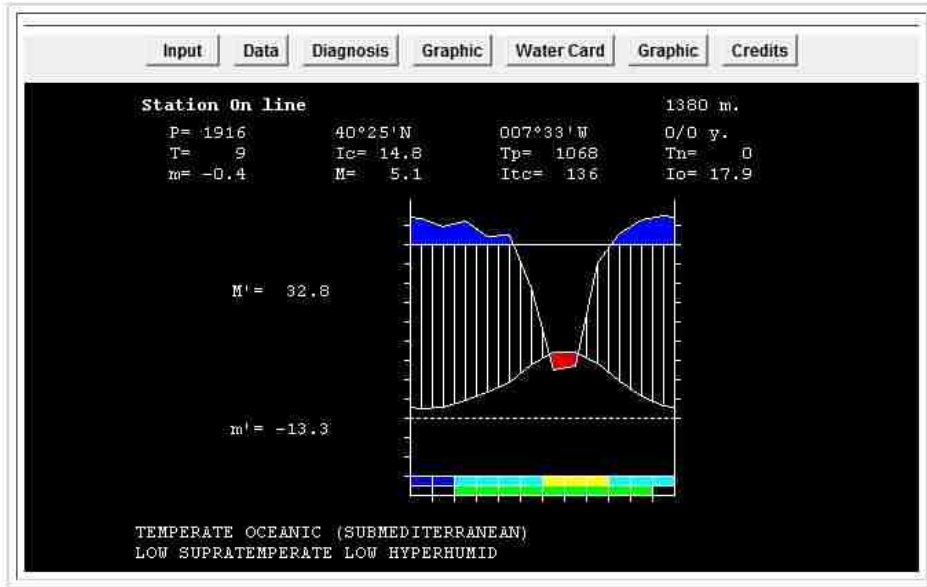 Input Data Diagnosis Graphic Water Card Graphic Credits
Station On line 1380 m.
P= 1916 40°25'N 007°33'W 0/0 y.
T= 9 Ic= 14.8 Tp= 1068 Tn= 0
m= -0.4 M= 5.1 Itc= 136 Io= 17.9
M'= 32.8
m'= -13.3
TEMPERATE OCEANIC (SUBMEDITERRANEAN)
LOW SUPRATEMPERATE LOW HYPERHUMID